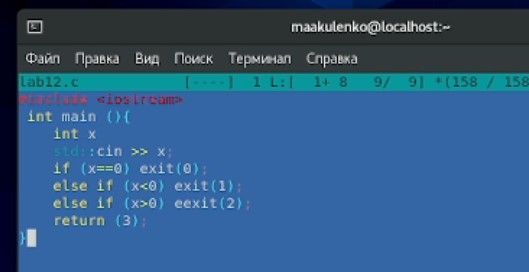 maakulenko@localhost:~
Файл Правка Вид Поиск Терминал Справка
lab12.c [----] 1 L:[ 1+ 8 9/ 9] *(158 / 158
#include <iostream>
int main (){
int x
std::cin >> x;
if (x==0) exit(0);
else if (x<0) exit(1);
else if (x>0) eexit(2);
return (3);
}